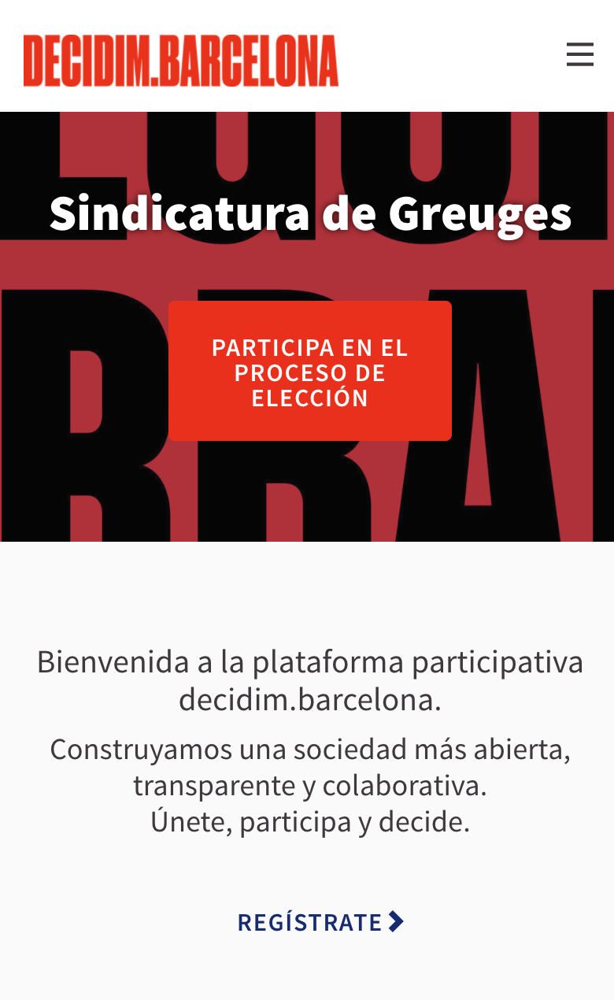 DECIDIM.BARCELONA
Sindicatura de Greuges
PARTICIPA EN EL
PROCESO DE
ELECCIÓN
Bienvenida a la plataforma participativa
decidim.barcelona.
Construyamos una sociedad más abierta,
transparente y colaborativa.
Únete, participa y decide.
REGÍSTRATE